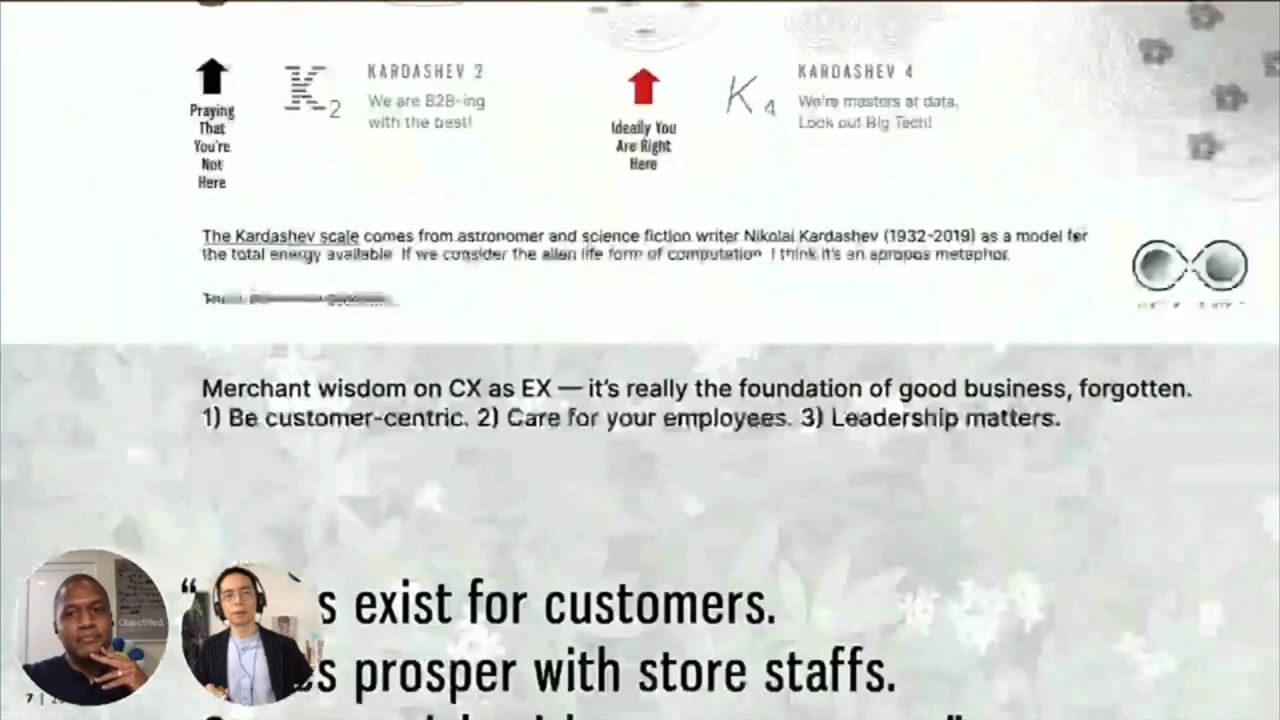 KARDASHEV 2
We are B2B-ing
with the best!
K2
Praying
That
You're
Not
Here
KARDASHEV 4
We're masters at data.
Look out Big Tech!
K4
Ideally You
Are Right
Here
The Kardashev scale comes from astronomer and science fiction writer Nikolai Kardashev (1932-2019) as a model for
the total energy available. If we consider the alien life form of computation, I think it's an apropos metaphor.
Merchant wisdom on CX as EX — it's really the foundation of good business, forgotten.
1) Be customer-centric. 2) Care for your employees. 3) Leadership matters.
“ s exist for customers.
s prosper with store staffs.
Objectified.
7 |